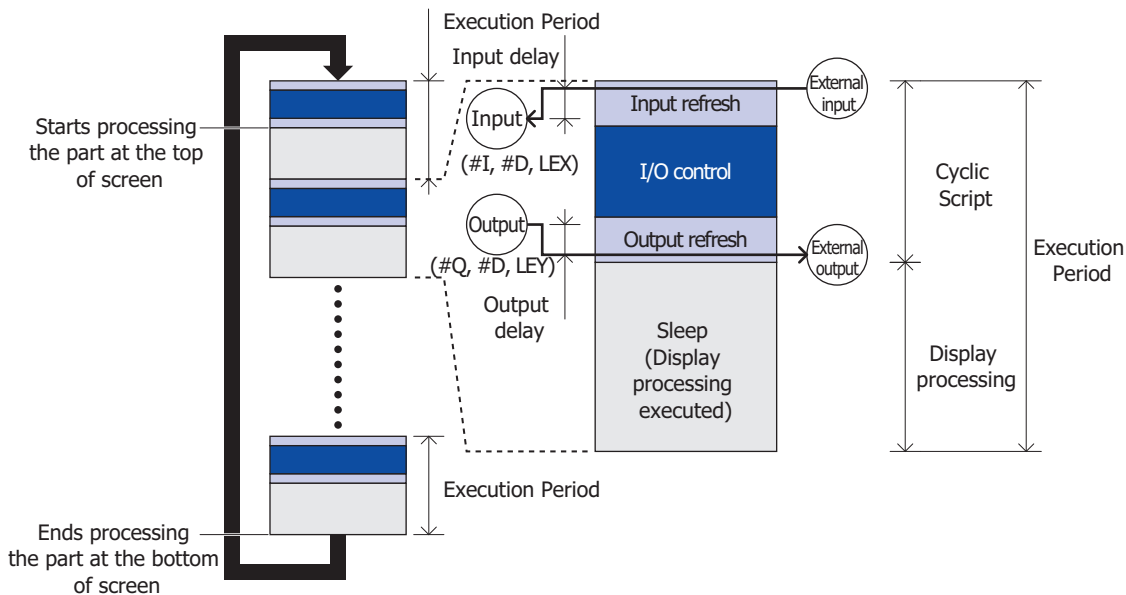 Execution Period
Input delay
Starts processing
the part at the top
of screen
Input
(#I, #D, LEX)
Output
(#Q, #D, LEY)
Output
delay
Input refresh
I/O control
Output refresh
Sleep
(Display
processing
executed)
External
input
External
output
Cyclic
Script
Display
processing
Execution
Period
Execution Period
Ends processing
the part at the bottom
of screen